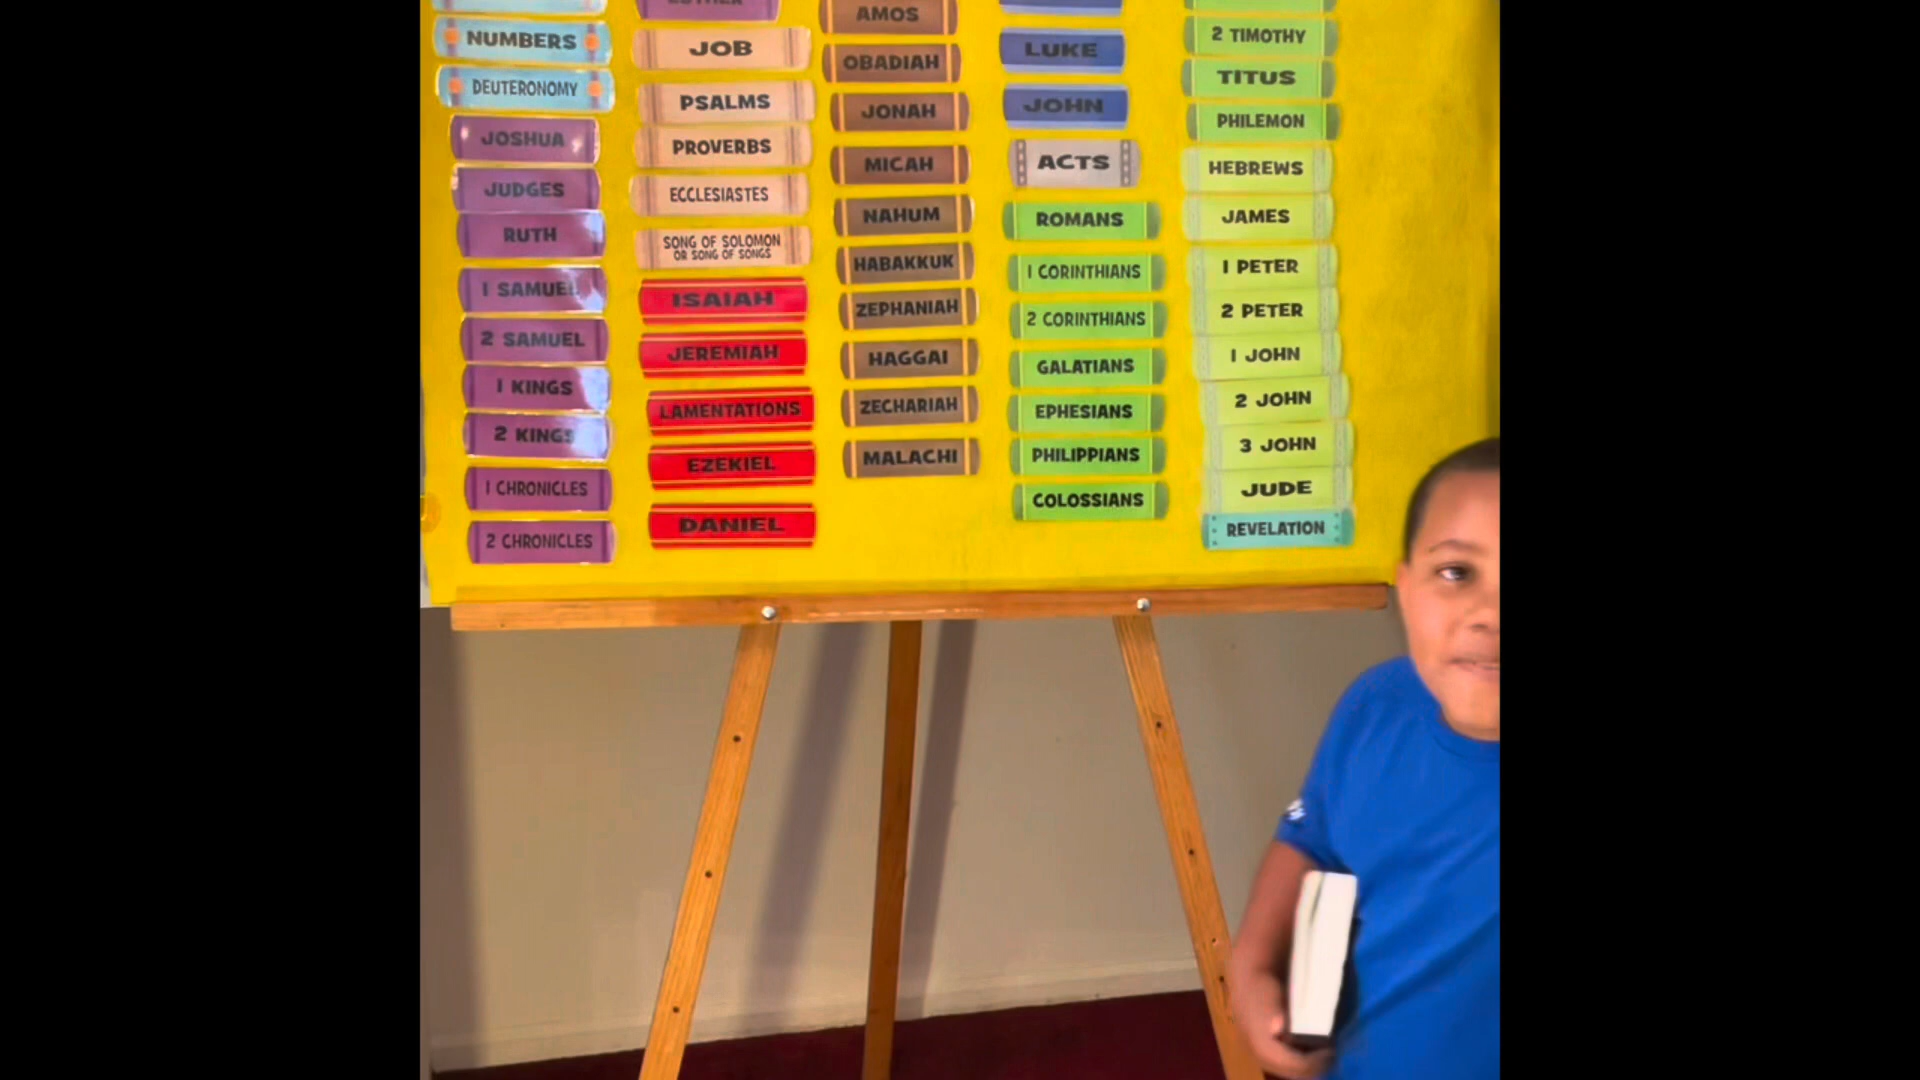 NUMBERS
DEUTERONOMY
JOSHUA
JUDGES
RUTH
1 SAMUEL
2 SAMUEL
1 KINGS
2 KINGS
1 CHRONICLES
2 CHRONICLES
ESTHER
JOB
PSALMS
PROVERBS
ECCLESIASTES
SONG OF SOLOMON
OR SONG OF SONGS
ISAIAH
JEREMIAH
LAMENTATIONS
EZEKIEL
DANIEL
AMOS
OBADIAH
JONAH
MICAH
NAHUM
HABAKKUK
ZEPHANIAH
HAGGAI
ZECHARIAH
MALACHI
LUKE
JOHN
ACTS
ROMANS
1 CORINTHIANS
2 CORINTHIANS
GALATIANS
EPHESIANS
PHILIPPIANS
COLOSSIANS
2 TIMOTHY
TITUS
PHILEMON
HEBREWS
JAMES
1 PETER
2 PETER
1 JOHN
2 JOHN
3 JOHN
JUDE
REVELATION